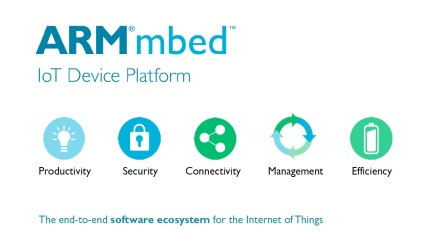 ARM®mbed™
IoT Device Platform
Productivity Security Connectivity Management Efficiency
The end-to-end software ecosystem for the Internet of Things